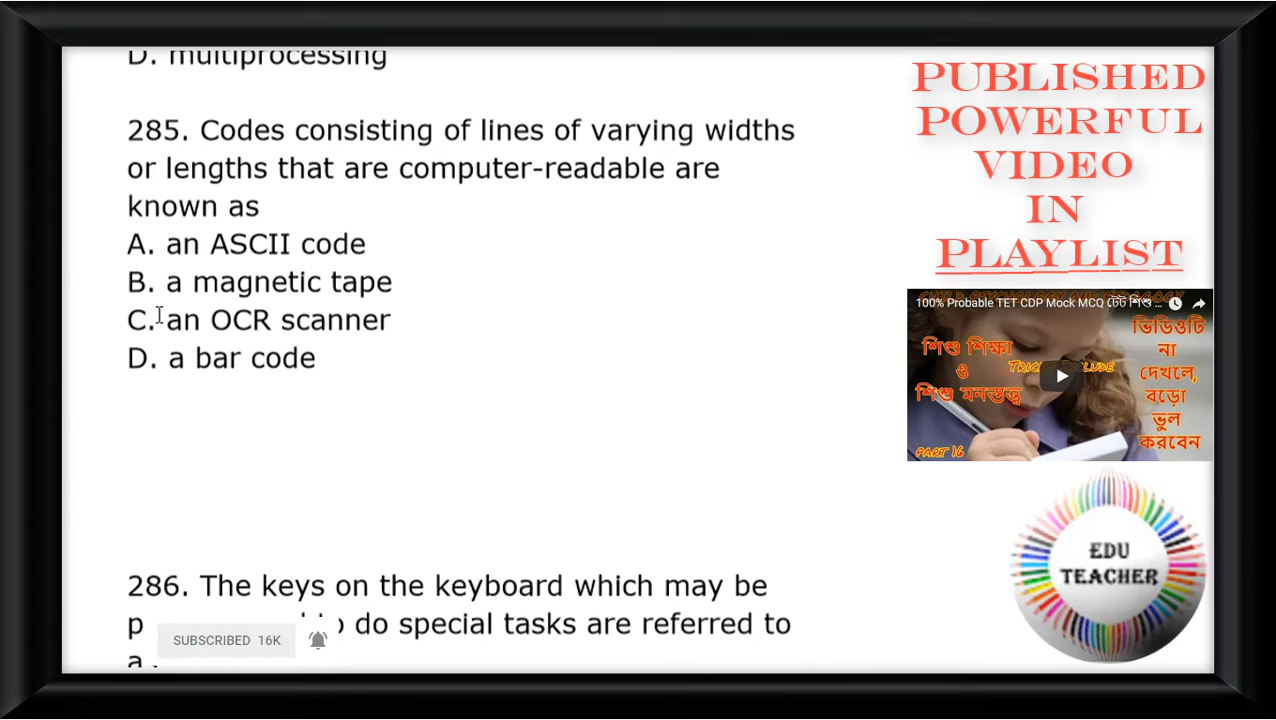 D. multiprocessing
285. Codes consisting of lines of varying widths
or lengths that are computer-readable are
known as
A. an ASCII code
B. a magnetic tape
C. an OCR scanner
D. a bar code
286. The keys on the keyboard which may be
do special tasks are referred to
SUBSCRIBED 16K
PUBLISHED
POWERFUL
VIDEO
IN
PLAYLIST
100% Probable TET CDP Mock MCQ টেট শিশু ...
শিশু শিক্ষা
ও
শিশু মনস্তত্ত্ব
ভিডিওটি
না
দেখলে,
বড়ো
ভুল
করবেন
PART 16
EDU
TEACHER